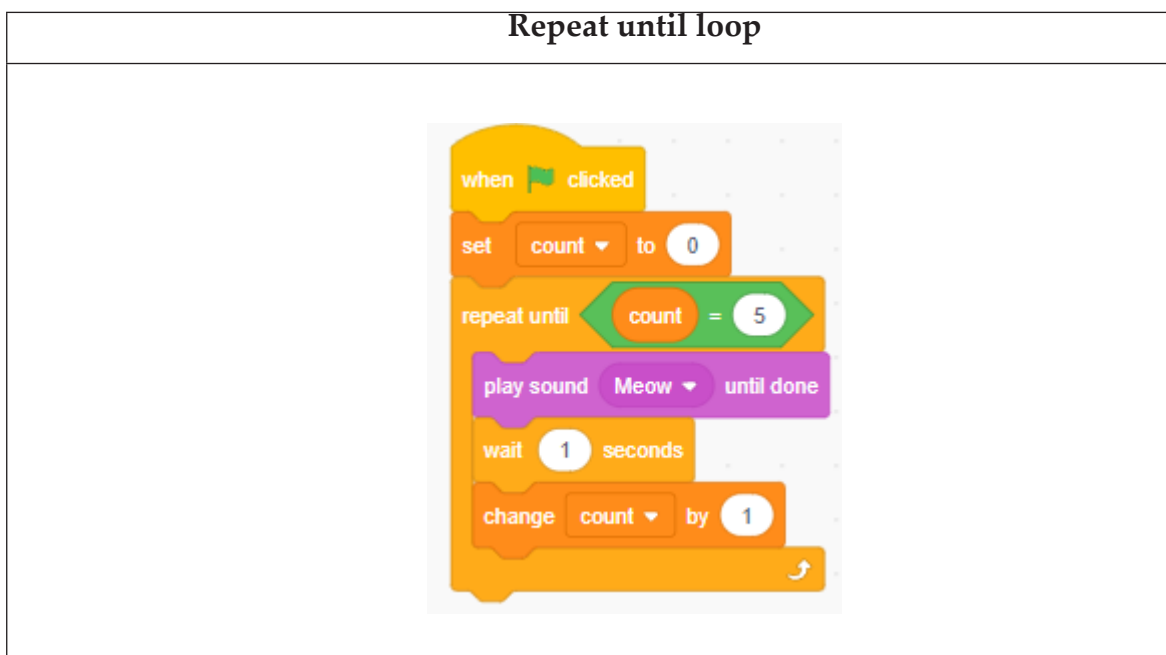 Repeat until loop
when clicked
set count to 0
repeat until count = 5
play sound Meow until done
wait 1 seconds
change count by 1